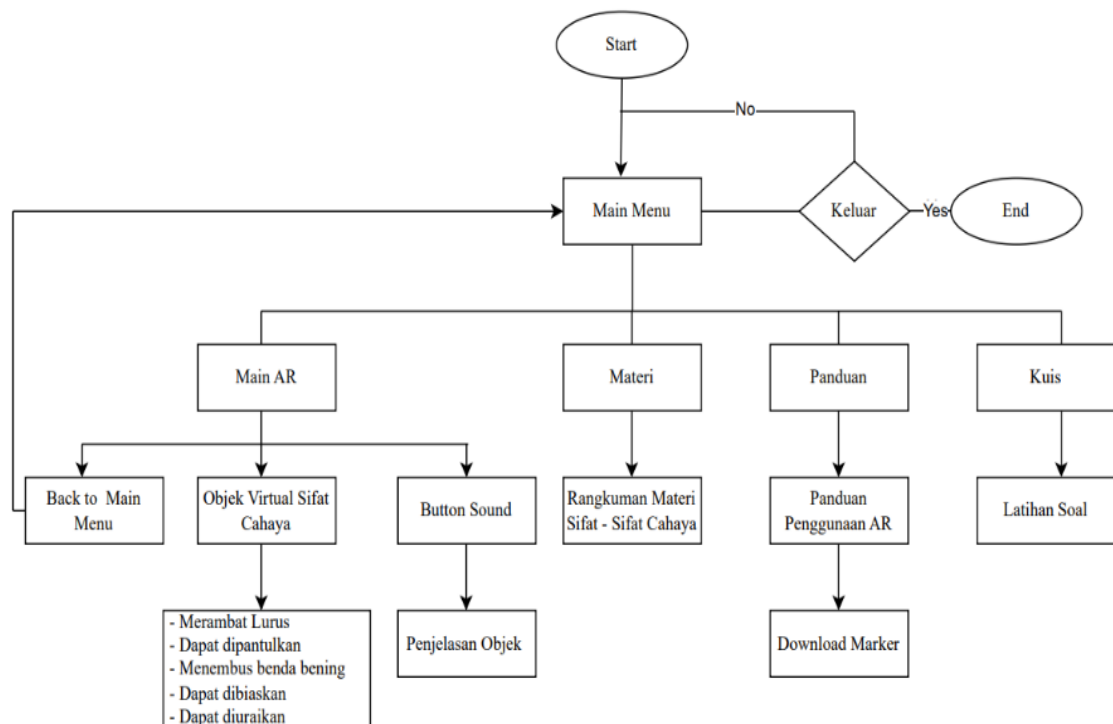 Start
No
Main Menu
Keluar
Yes
End
Main AR
Materi
Panduan
Kuis
Back to Main
Menu
Objek Virtual Sifat
Cahaya
Button Sound
Rangkuman Materi
Sifat - Sifat Cahaya
Panduan
Penggunaan AR
Latihan Soal
- Merambat Lurus
- Dapat dipantulkan
- Menembus benda bening
- Dapat dibiaskan
- Dapat diuraikan
Penjelasan Objek
Download Marker